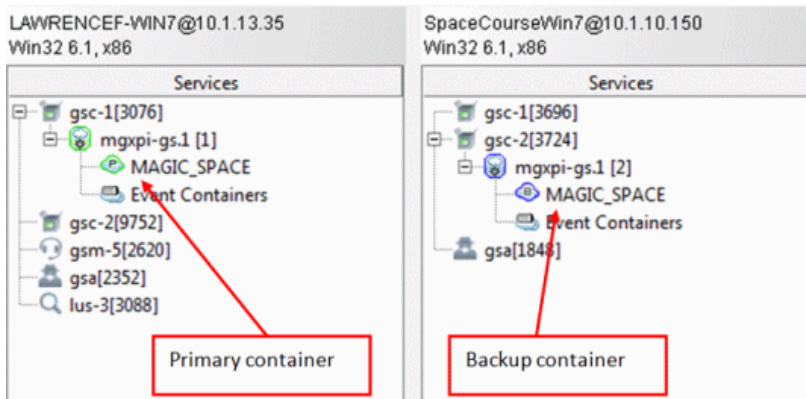 LAWRENCEF-WIN7@10.1.13.35
Win32 6.1, x86
Services
gsc-1[3076]
mgxpi-gs.1 [1]
P
MAGIC_SPACE
Event Containers
gsc-2[9752]
gsm-5[2620]
gsa[2352]
lus-3[3088]
Primary container
SpaceCourseWin7@10.1.10.150
Win32 6.1, x86
Services
gsc-1[3696]
gsc-2[3724]
mgxpi-gs.1 [2]
B
MAGIC_SPACE
Event Containers
gsa[1848]
Backup container